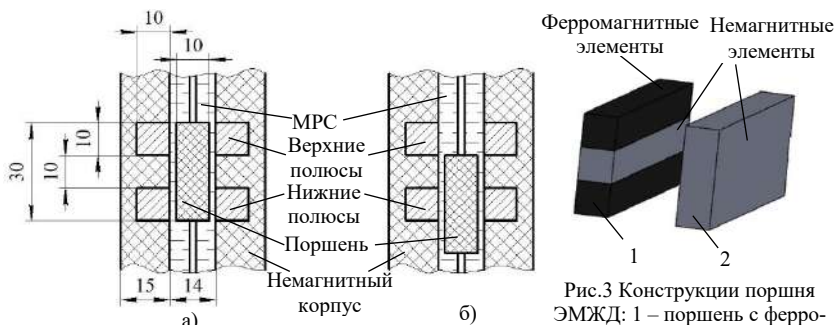 10
10
30
10
10
15
14
а)
МРС
Верхние
полюсы
Нижние
полюсы
Поршень
Немагнитный
корпус
б)
Ферромагнитные
элементы
Немагнитные
элементы
1
2
Рис.3 Конструкции поршня
ЭМЖД: 1 – поршень с ферро-